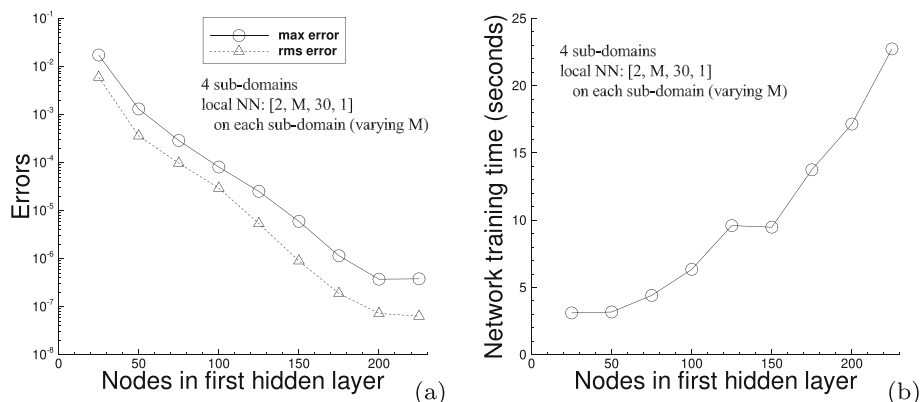 10^-1
10^-2
10^-3
10^-4
10^-5
10^-6
10^-7
10^-8
Errors
max error
rms error
4 sub-domains
local NN: [2, M, 30, 1]
on each sub-domain (varying M)
0 50 100 150 200
Nodes in first hidden layer
(a)
25
20
15
10
5
0
Network training time (seconds)
4 sub-domains
local NN: [2, M, 30, 1]
on each sub-domain (varying M)
0 50 100 150 200
Nodes in first hidden layer
(b)